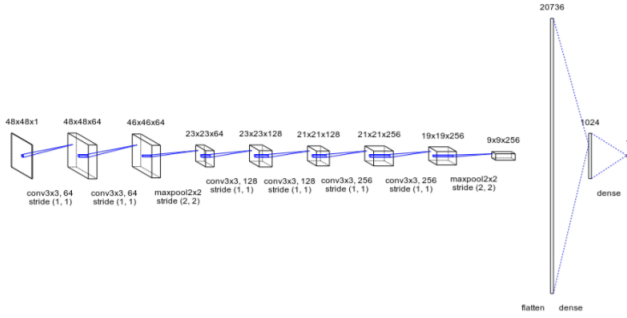 20736
48x48x1
48x48x64
46x46x64
23x23x64
23x23x128
21x21x128
21x21x256
19x19x256
9x9x256
1024
conv3x3, 64
stride (1, 1)
conv3x3, 64
stride (1, 1)
maxpool2x2
stride (2, 2)
conv3x3, 128
stride (1, 1)
conv3x3, 128
stride (1, 1)
conv3x3, 256
stride (1, 1)
conv3x3, 256
stride (1, 1)
maxpool2x2
stride (2, 2)
dense
flatten
dense